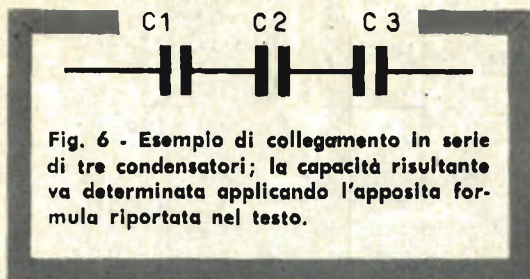 C1 C2 C 3
Fig. 6 - Esempio di collegamento in serie
di tre condensatori; la capacità risultante
va determinata applicando l'apposita for-
mula riportata nel testo.